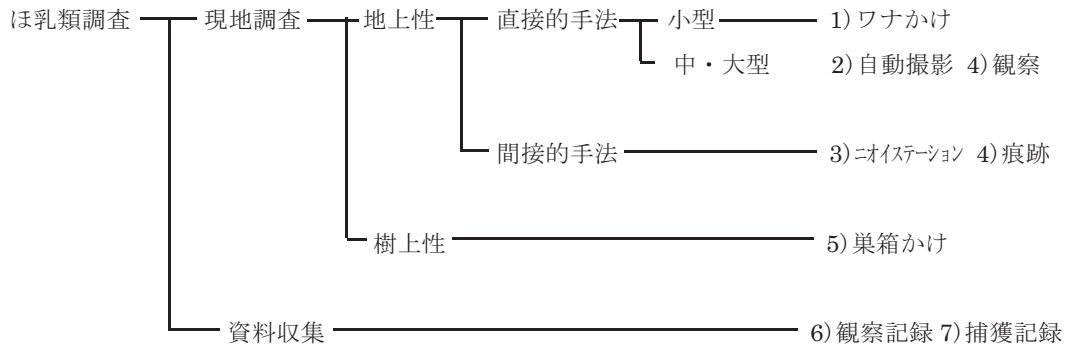 ほ乳類調査 現地調査 地上性 直接的手法 小型 1)ワナかけ
中・大型 2)自動撮影 4)観察
間接的手法 3)ﾆｵｲｽﾃｰｼｮﾝ 4)痕跡
樹上性 5)巣箱かけ
資料収集 6)観察記録 7)捕獲記録